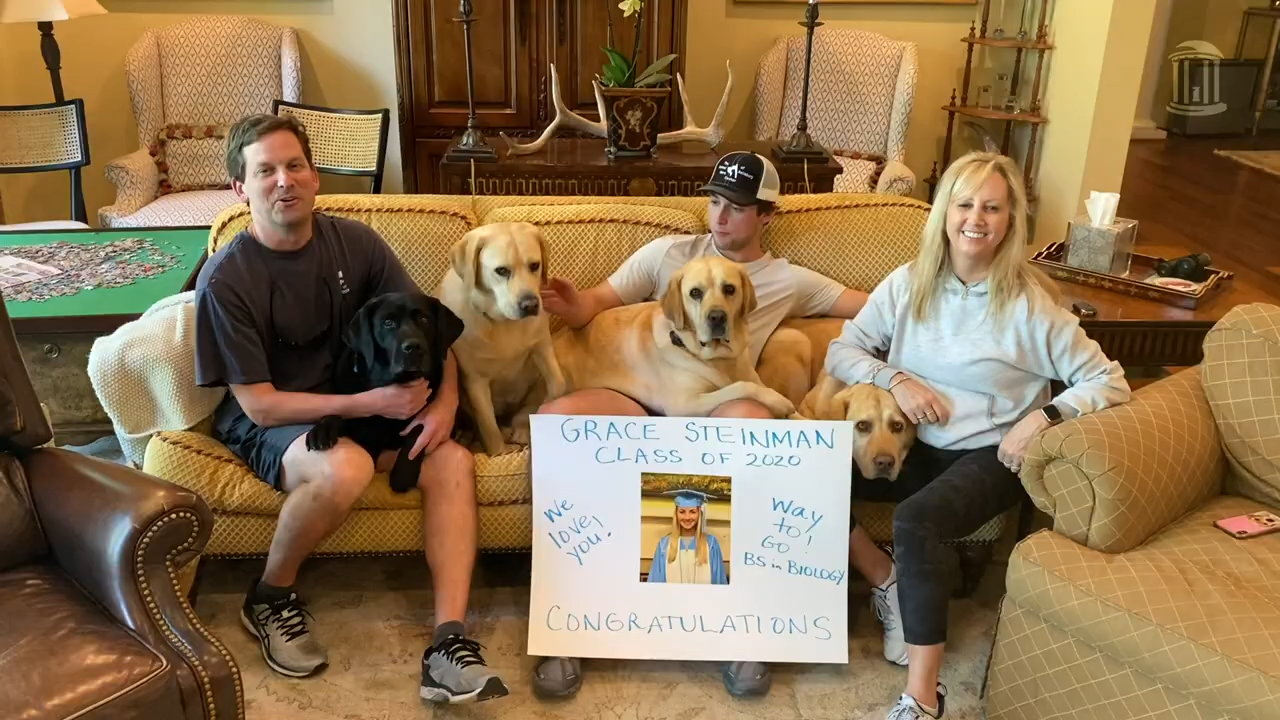 GRACE STEINMAN
CLASS OF 2020
We
love
you!
Way
to!
GO!
BS in BIOLOGY
CONGRATULATIONS